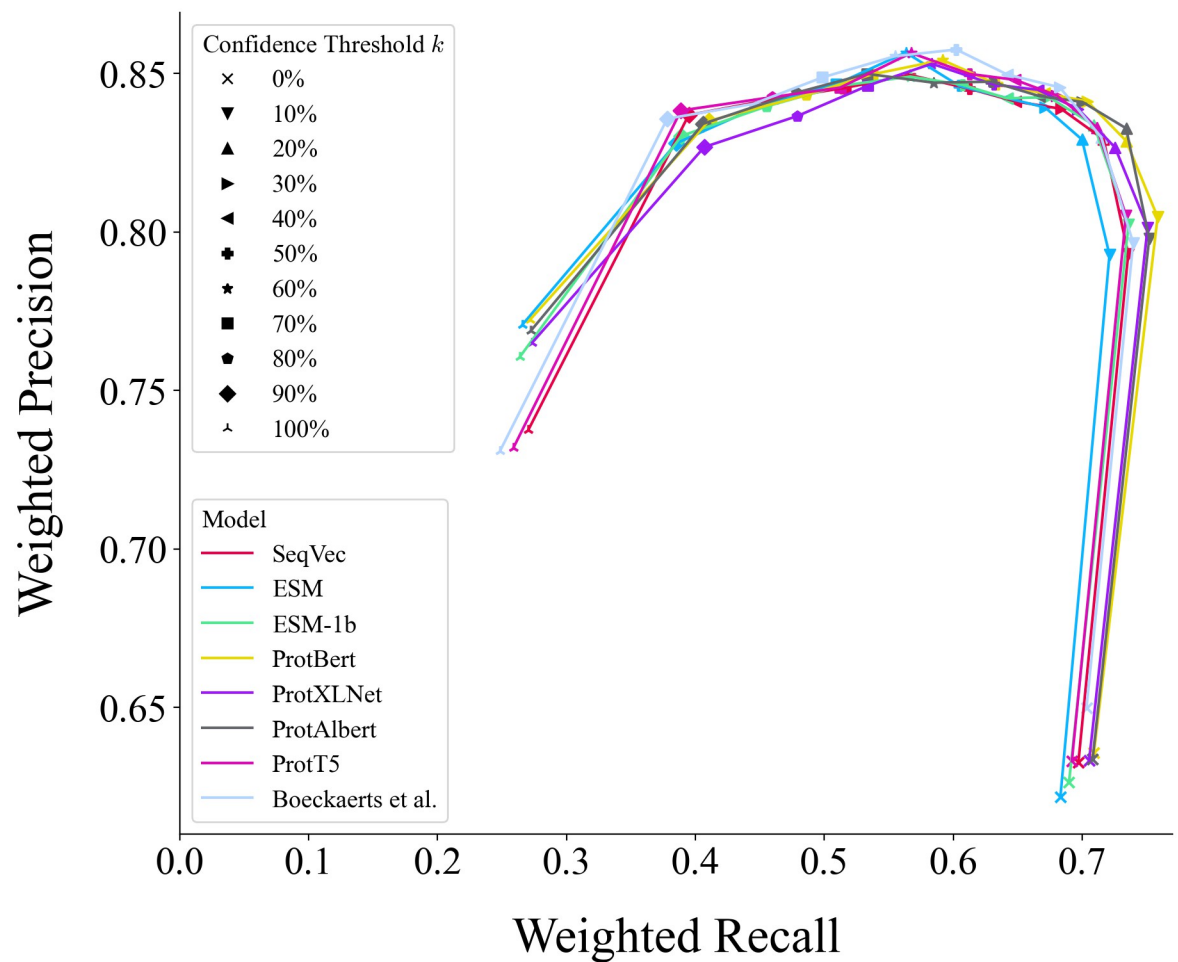 Confidence Threshold k
0%
10%
20%
30%
40%
50%
60%
70%
80%
90%
100%
Model
SeqVec
ESM
ESM-1b
ProtBert
ProtXLNet
ProtAlbert
ProtT5
Boeckaerts et al.
Weighted Precision
0.85
0.80
0.75
0.70
0.65
0.0 0.1 0.2 0.3 0.4 0.5 0.6 0.7
Weighted Recall